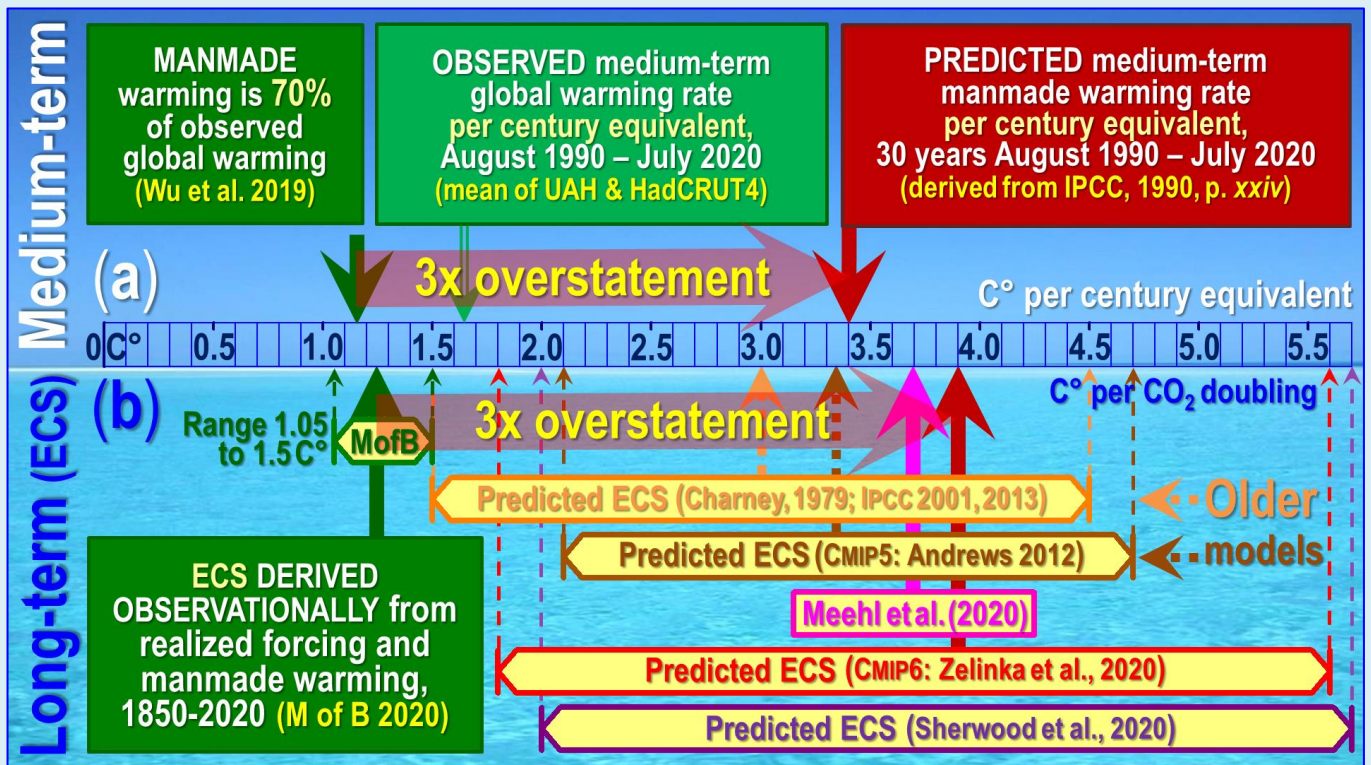 Medium-term
MANMADE
warming is 70%
of observed
global warming
(Wu et al. 2019)
OBSERVED medium-term
global warming rate
per century equivalent,
August 1990 – July 2020
(mean of UAH & HadCRUT4)
PREDICTED medium-term
manmade warming rate
per century equivalent,
30 years August 1990 – July 2020
(derived from IPCC, 1990, p. xxiv)
(a)
3x overstatement
C° per century equivalent
0C° 0.5 1.0 1.5 2.0 2.5 3.0 3.5 4.0 4.5 5.0 5.5
Long-term (ECS)
(b)
C° per CO₂ doubling
Range 1.05
to 1.5 C°
MofB
3x overstatement
Predicted ECS (Charney, 1979; IPCC 2001, 2013)
Older
models
Predicted ECS (CMIP5: Andrews 2012)
ECS DERIVED
OBSERVATIONALLY from
realized forcing and
manmade warming,
1850-2020 (M of B 2020)
Meehl et al. (2020)
Predicted ECS (CMIP6: Zelinka et al., 2020)
Predicted ECS (Sherwood et al., 2020)